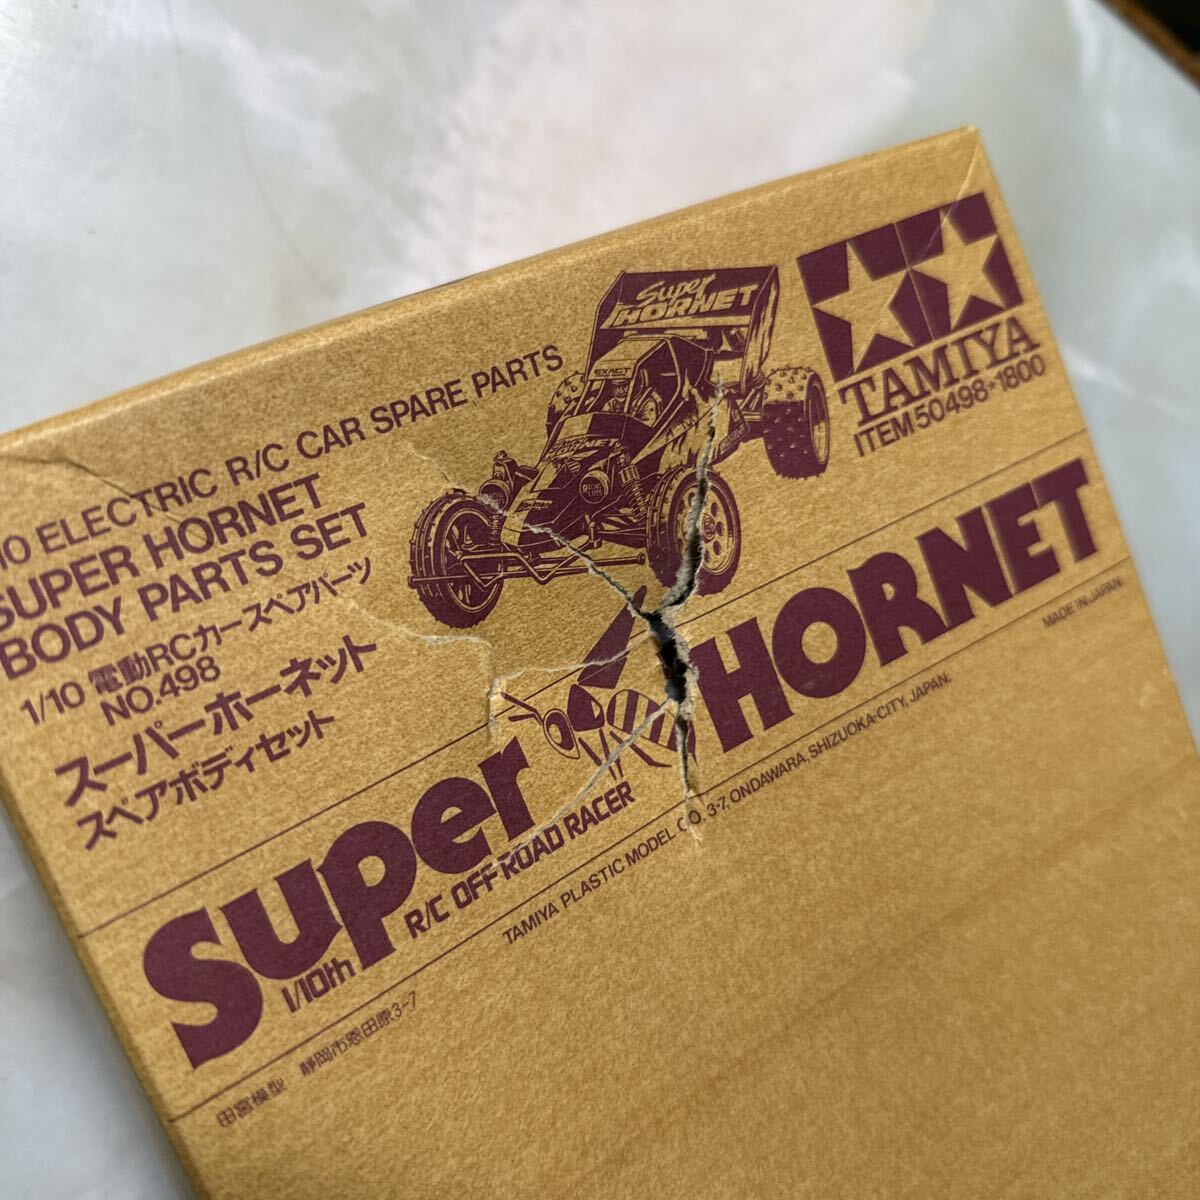 /10 ELECTRIC R/C CAR SPARE PARTS
SUPER HORNET
BODY PARTS SET
1/10 電動RCカースペアパーツ
NO.498
スーパーホーネット
スペアボディセット
Super HORNET
EXACT
HORNET
TAMIYA
ITEM 50498★1800
Super HORNET
1/10th R/C OFF ROAD RACER
MADE IN JAPAN
TAMIYA PLASTIC MODEL CO. 3-7, ONDAWARA, SHIZUOKA-CITY, JAPAN.
田宮模型 静岡市恩田原3-7